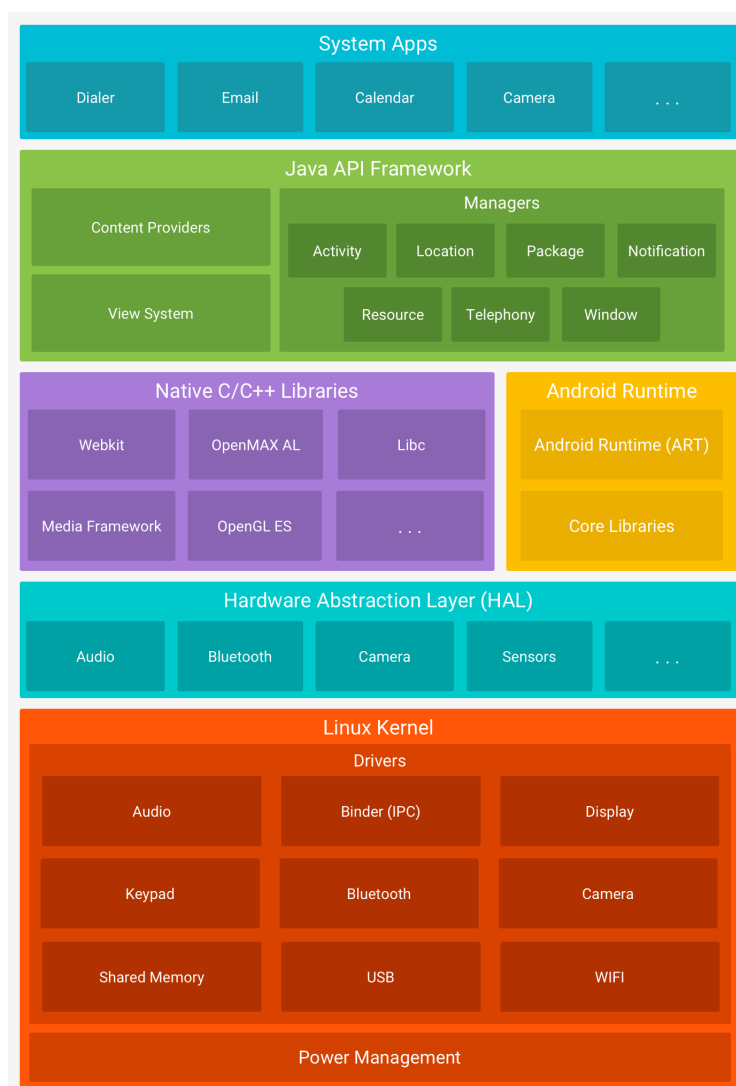 System Apps
Dialer
Email
Calendar
Camera
. . .
Java API Framework
Content Providers
View System
Managers
Activity
Location
Package
Notification
Resource
Telephony
Window
Native C/C++ Libraries
Webkit
OpenMAX AL
Libc
Media Framework
OpenGL ES
. . .
Android Runtime
Android Runtime (ART)
Core Libraries
Hardware Abstraction Layer (HAL)
Audio
Bluetooth
Camera
Sensors
. . .
Linux Kernel
Drivers
Audio
Binder (IPC)
Display
Keypad
Bluetooth
Camera
Shared Memory
USB
WIFI
Power Management